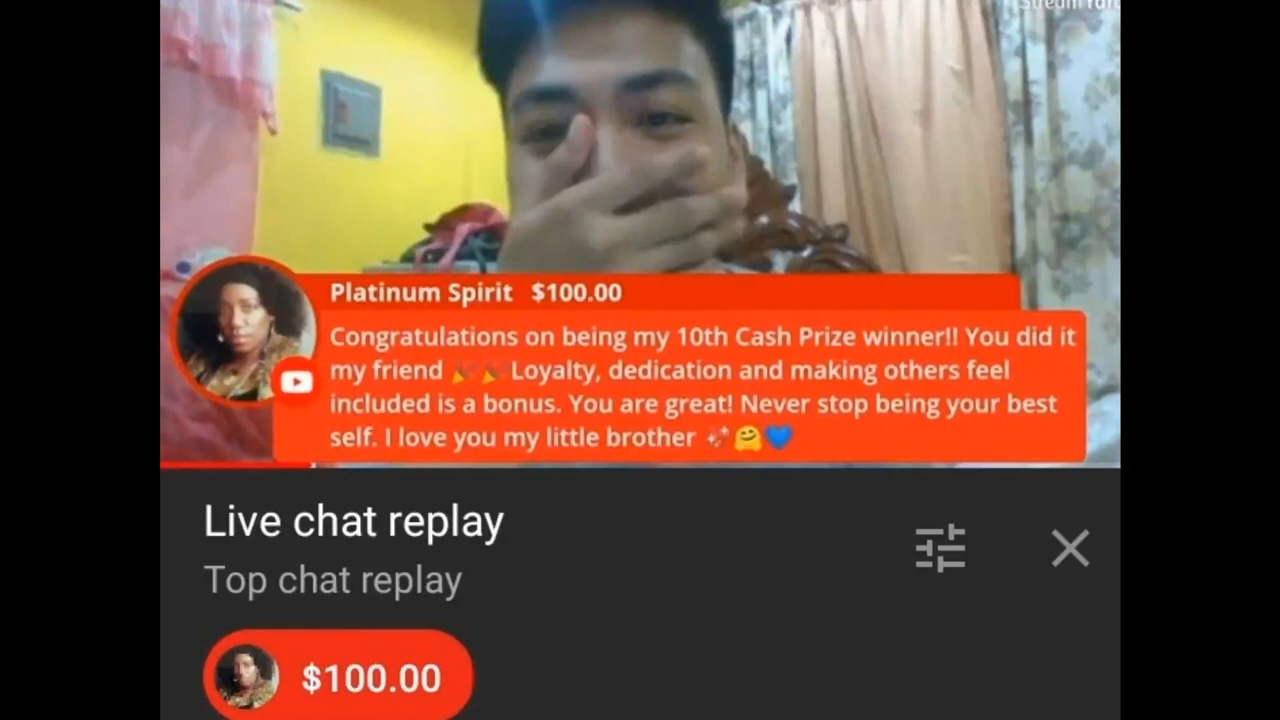 StreamYard
Platinum Spirit $100.00
Congratulations on being my 10th Cash Prize winner!! You did it
my friend 🎉🎉Loyalty, dedication and making others feel
included is a bonus. You are great! Never stop being your best
self. I love you my little brother ✨🤗💙
Live chat replay
Top chat replay
$100.00